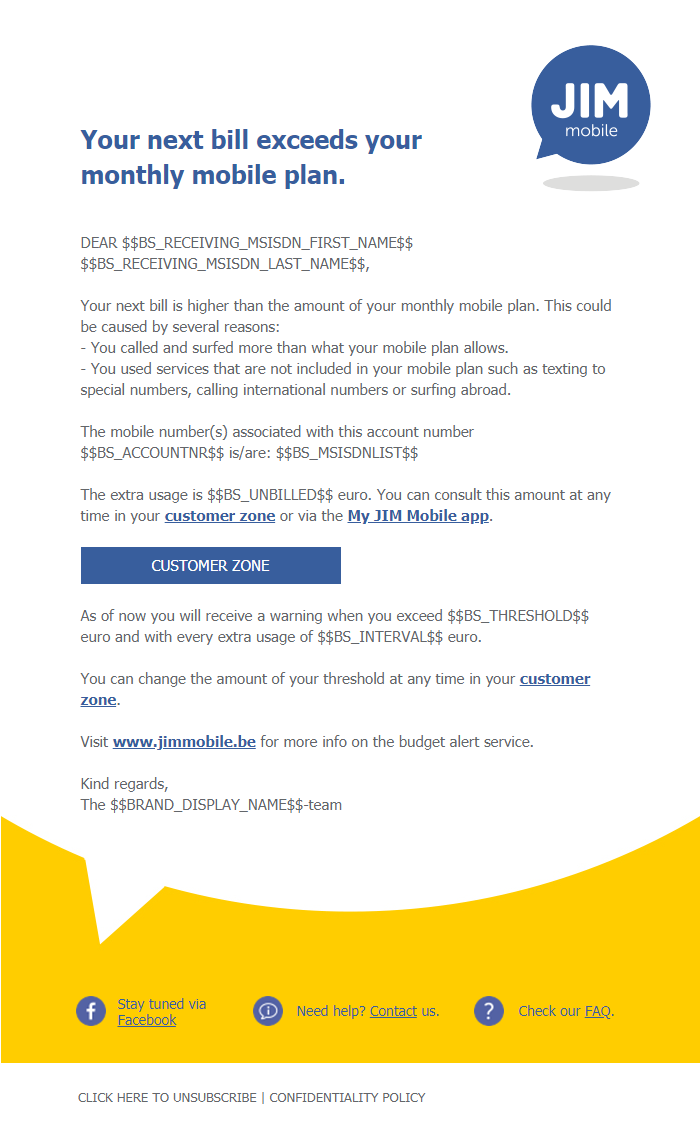 JIM
mobile
Your next bill exceeds your
monthly mobile plan.
DEAR $$BS_RECEIVING_MSISDN_FIRST_NAME$$
$$BS_RECEIVING_MSISDN_LAST_NAME$$,
Your next bill is higher than the amount of your monthly mobile plan. This could
be caused by several reasons:
- You called and surfed more than what your mobile plan allows.
- You used services that are not included in your mobile plan such as texting to
special numbers, calling international numbers or surfing abroad.
The mobile number(s) associated with this account number
$$BS_ACCOUNTNR$$ is/are: $$BS_MSISDNLIST$$
The extra usage is $$BS_UNBILLED$$ euro. You can consult this amount at any
time in your customer zone or via the My JIM Mobile app.
CUSTOMER ZONE
As of now you will receive a warning when you exceed $$BS_THRESHOLD$$
euro and with every extra usage of $$BS_INTERVAL$$ euro.
You can change the amount of your threshold at any time in your customer
zone.
Visit www.jimmobile.be for more info on the budget alert service.
Kind regards,
The $$BRAND_DISPLAY_NAME$$-team
Stay tuned via
Facebook
Need help? Contact us.
Check our FAQ.
CLICK HERE TO UNSUBSCRIBE | CONFIDENTIALITY POLICY